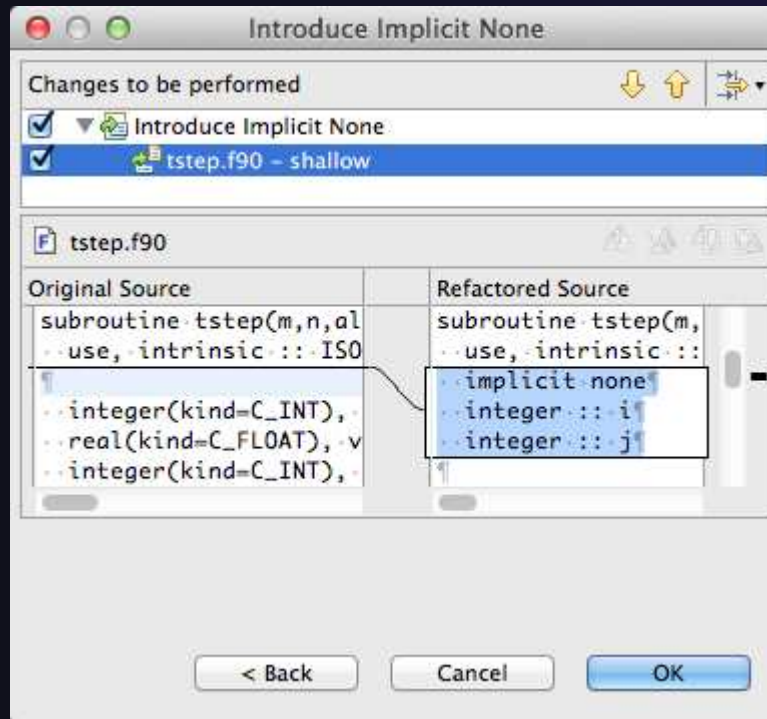 Introduce Implicit None
Changes to be performed
Introduce Implicit None
tstep.f90 – shallow
tstep.f90
Original Source
subroutine·tstep(m,n,al
··use,·intrinsic·::·ISO
¶
··integer(kind=C_INT),·
··real(kind=C_FLOAT),·v
··integer(kind=C_INT),·
Refactored Source
subroutine·tstep(m,
··use,·intrinsic·::
··implicit·none¶
··integer·::·i¶
··integer·::·j¶
¶
< Back
Cancel
OK